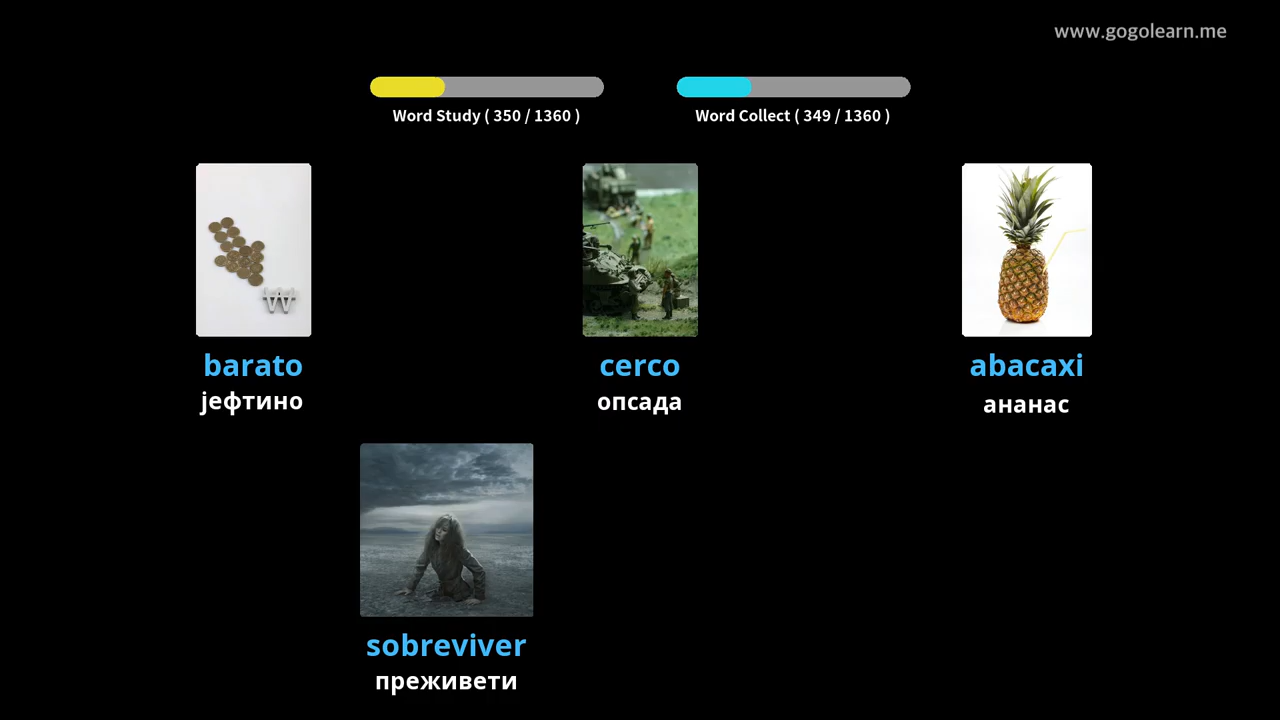 www.gogolearn.me
Word Study ( 350 / 1360 )
Word Collect ( 349 / 1360 )
barato
јефтино
cerco
опсада
abacaxi
ананас
sobreviver
преживети